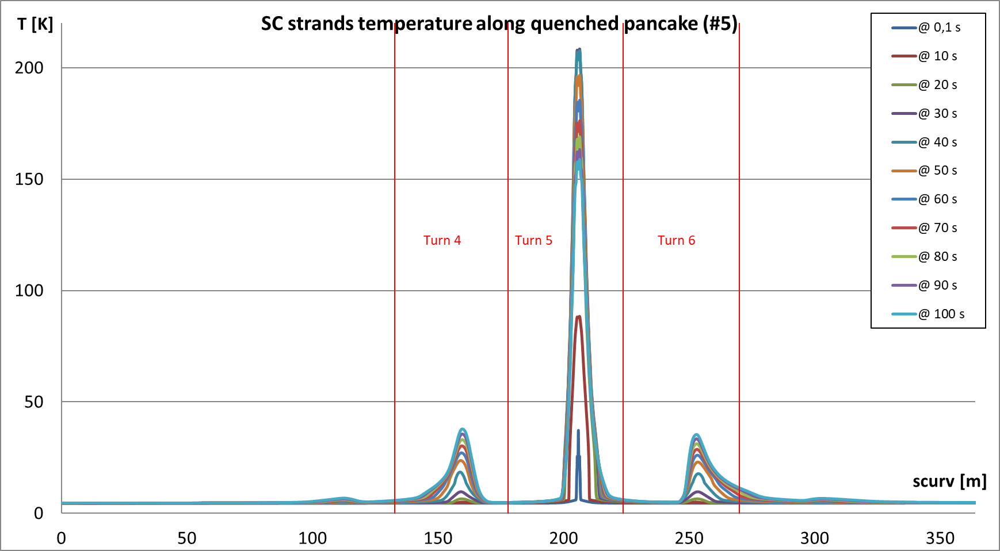 SC strands temperature along quenched pancake (#5)
T [K]
200
150
100
50
0
0 50 100 150 200 250 300 350
scurv [m]
Turn 4
Turn 5
Turn 6
@ 0,1 s
@ 10 s
@ 20 s
@ 30 s
@ 40 s
@ 50 s
@ 60 s
@ 70 s
@ 80 s
@ 90 s
@ 100 s